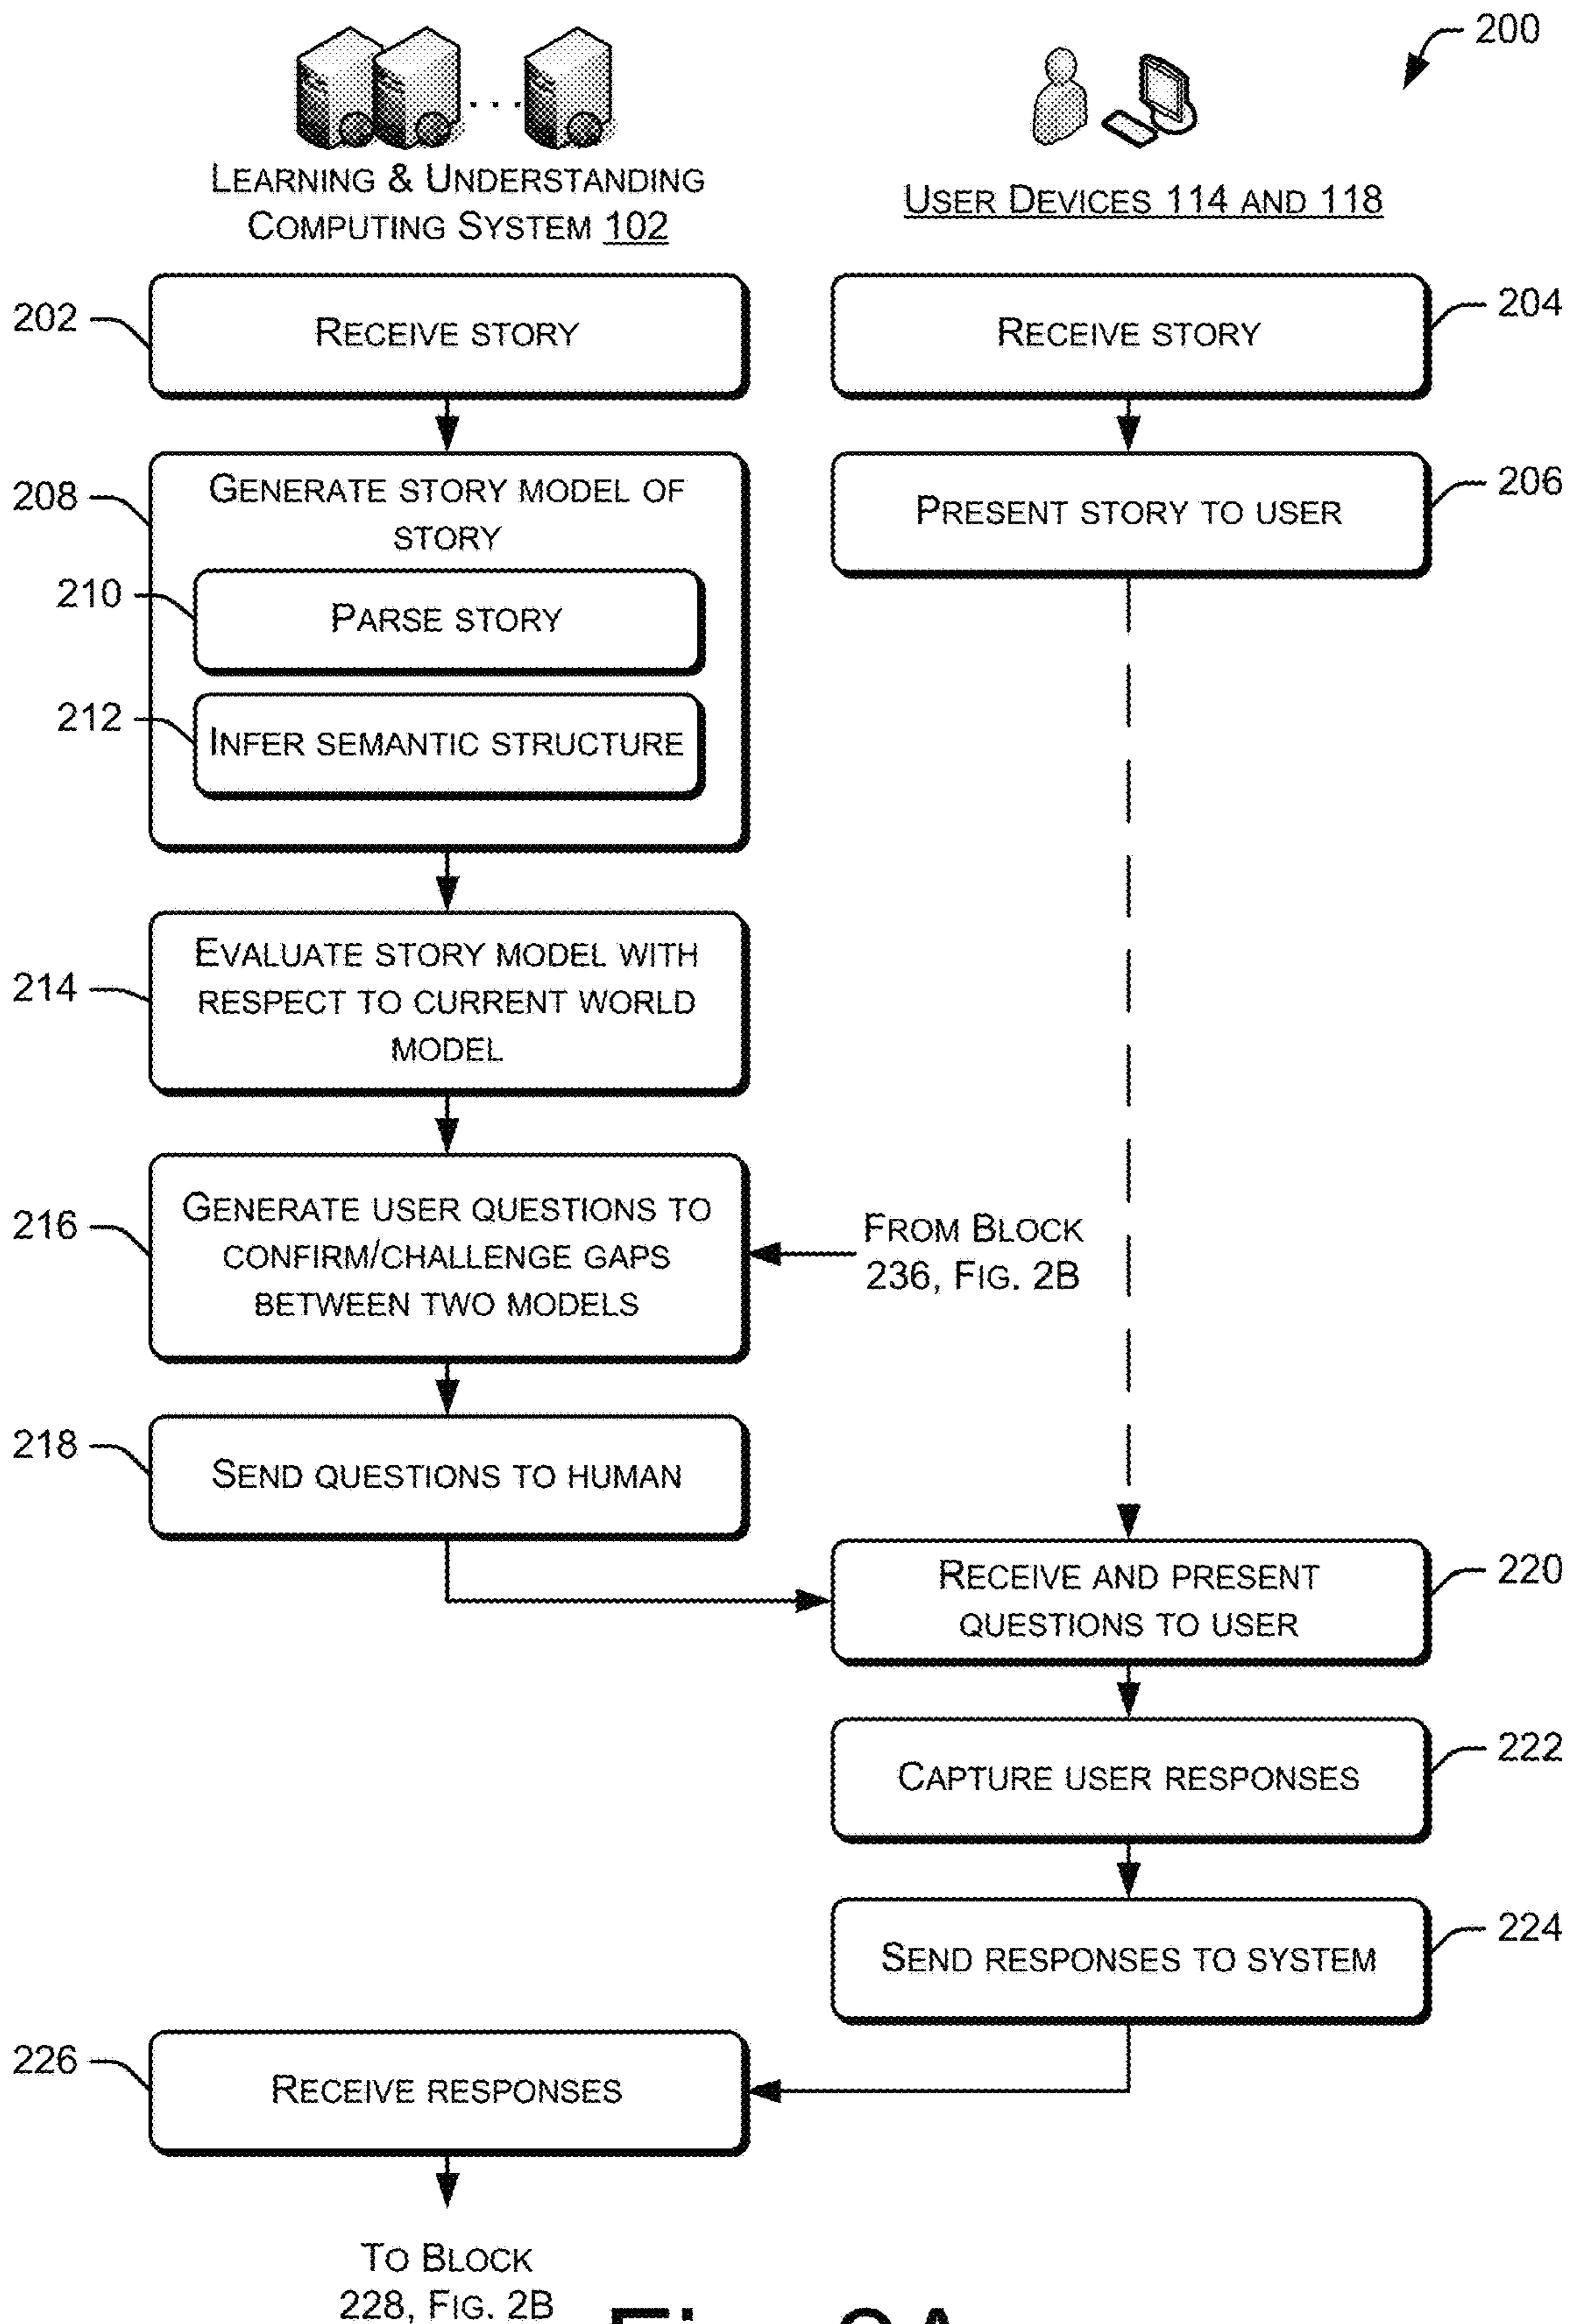 200
LEARNING & UNDERSTANDING
COMPUTING SYSTEM 102
USER DEVICES 114 AND 118
202
RECEIVE STORY
RECEIVE STORY
204
208
GENERATE STORY MODEL OF
STORY
PRESENT STORY TO USER
206
210
PARSE STORY
212
INFER SEMANTIC STRUCTURE
214
EVALUATE STORY MODEL WITH
RESPECT TO CURRENT WORLD
MODEL
216
GENERATE USER QUESTIONS TO
CONFIRM/CHALLENGE GAPS
BETWEEN TWO MODELS
FROM BLOCK
236, FIG. 2B
218
SEND QUESTIONS TO HUMAN
RECEIVE AND PRESENT
QUESTIONS TO USER
220
CAPTURE USER RESPONSES
222
SEND RESPONSES TO SYSTEM
224
226
RECEIVE RESPONSES
TO BLOCK
228, FIG. 2B